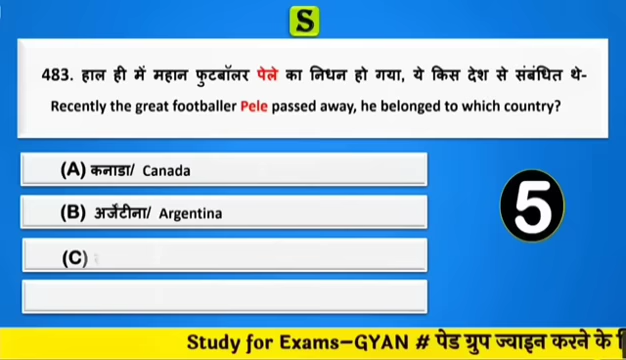 S
483. हाल ही में महान फुटबॉलर पेले का निधन हो गया, ये किस देश से संबंधित थे-
Recently the great footballer Pele passed away, he belonged to which country?
(A) कनाडा/ Canada
(B) अर्जेंटीना/ Argentina
5
(C)
Study for Exams–GYAN # पेड ग्रुप ज्वाइन करने के